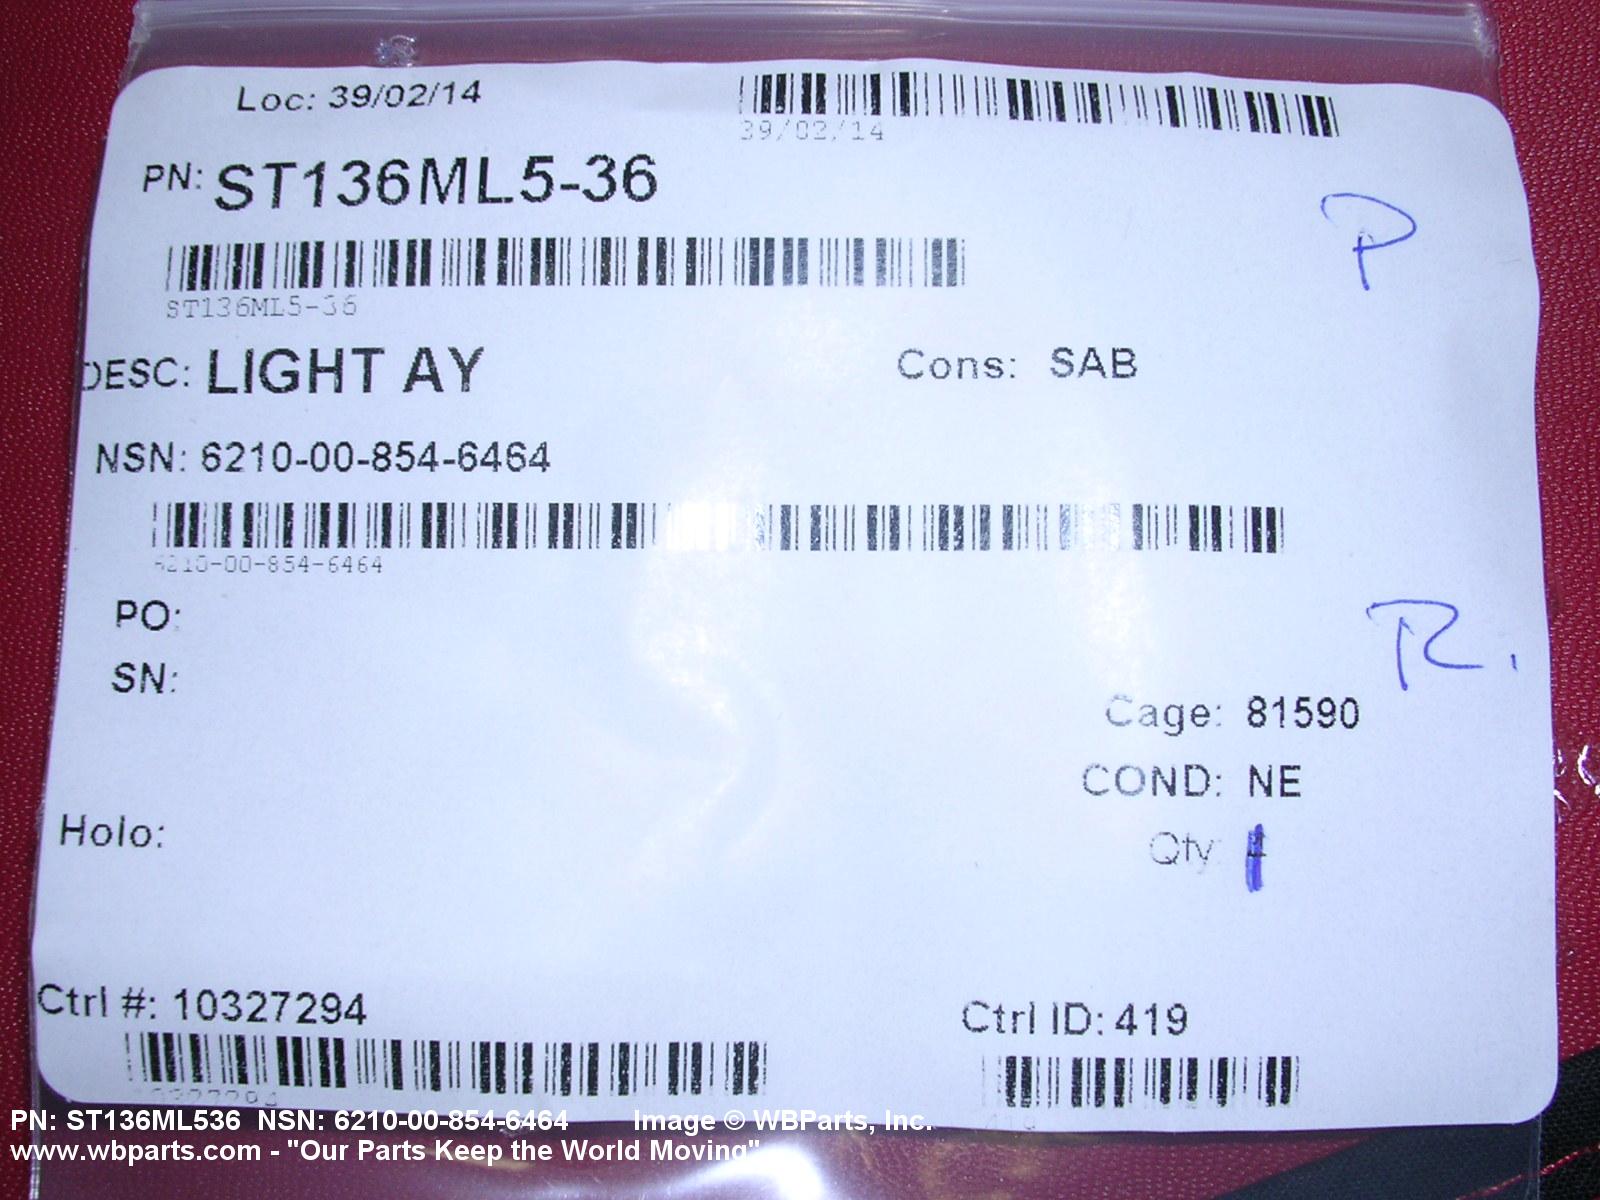 Loc: 39/02/14
39/02/14
PN: ST136ML5-36
ST136ML5-36
P
DESC: LIGHT AY Cons: SAB
NSN: 6210-00-854-6464
6210-00-854-6464
PO:
SN:
R.
Cage: 81590
COND: NE
Holo:
Qty: 1
Ctrl #: 10327294 Ctrl ID: 419
10327294
419
PN: ST136ML536 NSN: 6210-00-854-6464 Image © WBParts, Inc.
www.wbparts.com - "Our Parts Keep the World Moving"